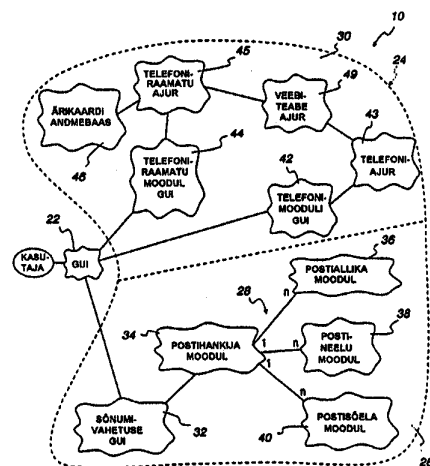 10
30
24
45
TELEFONI-
RAAMATU
AJUR
49
VEEBI-
TEABE
AJUR
ÄRIKAARDI
ANDMEBAAS
46
44
TELEFONI-
RAAMATU
MOODUL
GUI
43
TELEFONI-
AJUR
42
TELEFONI-
MOODULI
GUI
22
KASU-
TAJA
GUI
36
POSTIALLIKA
MOODUL
n
28
34
POSTIHANKIJA
MOODUL
1
n
1
38
POSTI-
NEELU
MOODUL
n
POSTISÕELA
MOODUL
40
SÕNUMI-
VAHETUSE
GUI
32
26